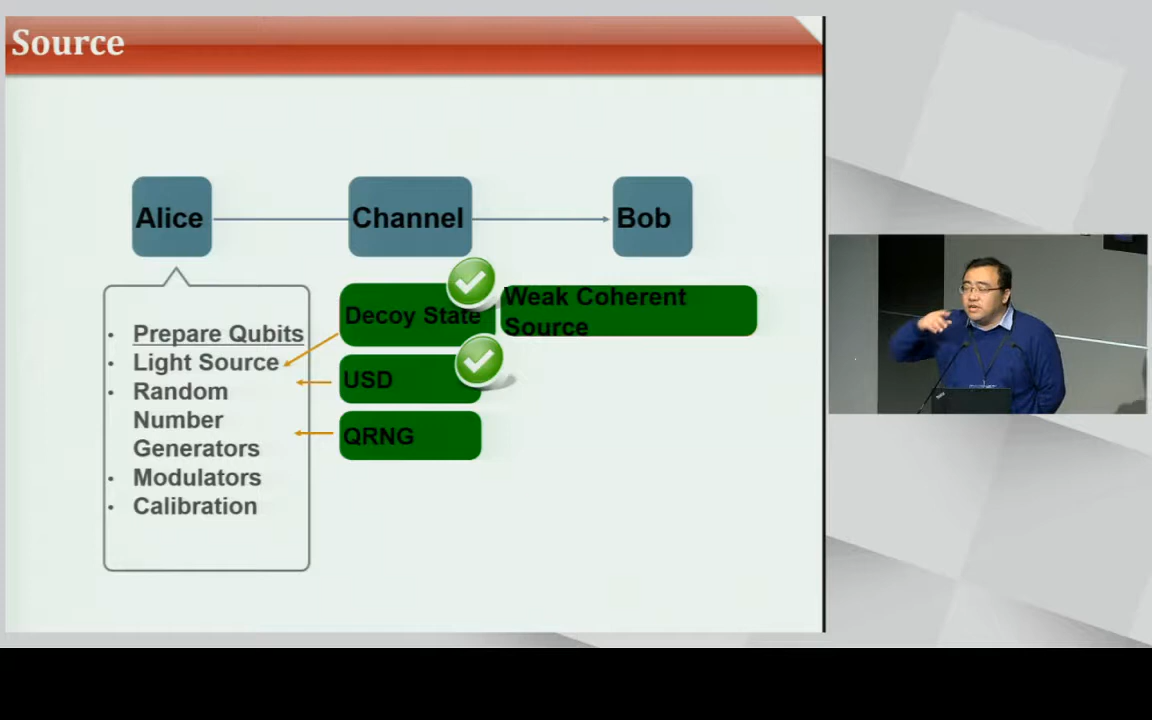 Source
Alice
Channel
Bob
Prepare Qubits
Light Source
Random
Number
Generators
Modulators
Calibration
Decoy State
Weak Coherent
Source
USD
QRNG